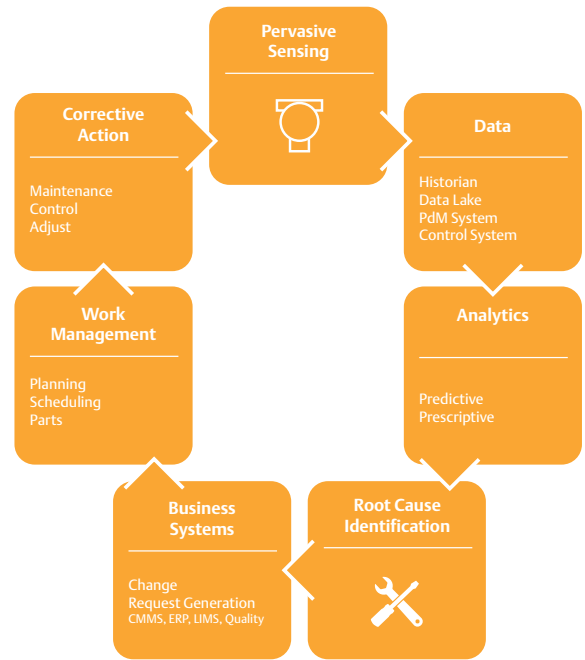 Pervasive
Sensing
Data
Historian
Data Lake
PdM System
Control System
Analytics
Predictive
Prescriptive
Root Cause
Identification
Business
Systems
Change
Request Generation
CMMS, ERP, LIMS, Quality
Work
Management
Planning
Scheduling
Parts
Corrective
Action
Maintenance
Control
Adjust